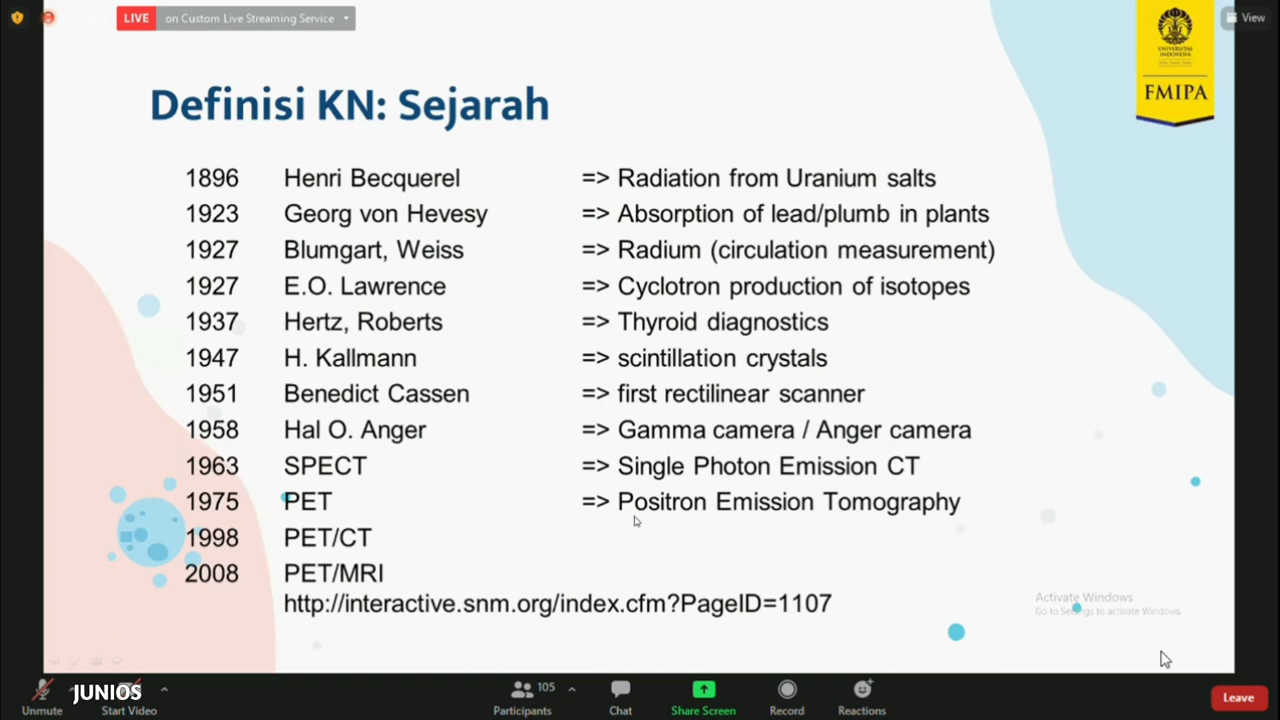 LIVE on Custom Live Streaming Service
View
UNIVERSITAS
INDONESIA
FMIPA
Definisi KN: Sejarah
1896 Henri Becquerel => Radiation from Uranium salts
1923 Georg von Hevesy => Absorption of lead/plumb in plants
1927 Blumgart, Weiss => Radium (circulation measurement)
1927 E.O. Lawrence => Cyclotron production of isotopes
1937 Hertz, Roberts => Thyroid diagnostics
1947 H. Kallmann => scintillation crystals
1951 Benedict Cassen => first rectilinear scanner
1958 Hal O. Anger => Gamma camera / Anger camera
1963 SPECT => Single Photon Emission CT
1975 PET => Positron Emission Tomography
1998 PET/CT
2008 PET/MRI
http://interactive.snm.org/index.cfm?PageID=1107
Activate Windows
Go to Settings to activate Windows.
JUNIOS
105
Unmute Start Video Participants Chat Share Screen Record Reactions Leave